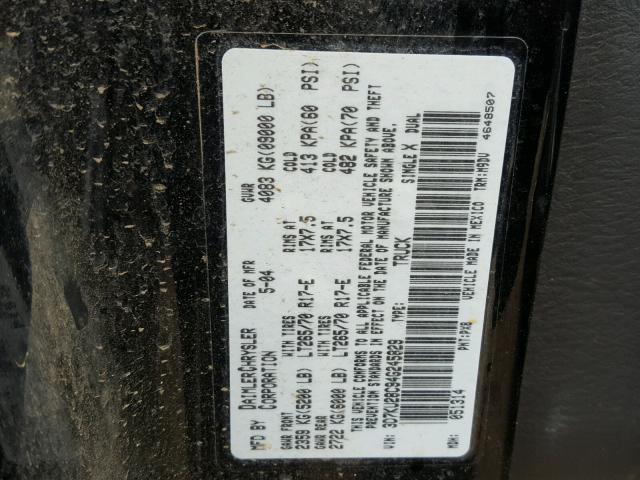 MFD BY DAIMLERCHRYSLER CORPORATION DATE OF MFR 5-04 GVWR 4083 KG(09000 LB)
GAWR FRONT WITH TIRES RIMS AT COLD
2359 KG(5200 LB) LT265/70 R17-E 17X7.5 413 KPA(60 PSI)
GAWR REAR WITH TIRES RIMS AT COLD
2722 KG(6000 LB) LT265/70 R17-E 17X7.5 482 KPA(70 PSI)
THIS VEHICLE CONFORMS TO ALL APPLICABLE FEDERAL MOTOR VEHICLE SAFETY AND THEFT
PREVENTION STANDARDS IN EFFECT ON THE DATE OF MANUFACTURE SHOWN ABOVE.
VIN: 3D7KU28C94G245829 TYPE: TRUCK SINGLE X DUAL
MDH: 051314 PNT:PXB VEHICLE MADE IN MEXICO TRM:M9DV 4648507